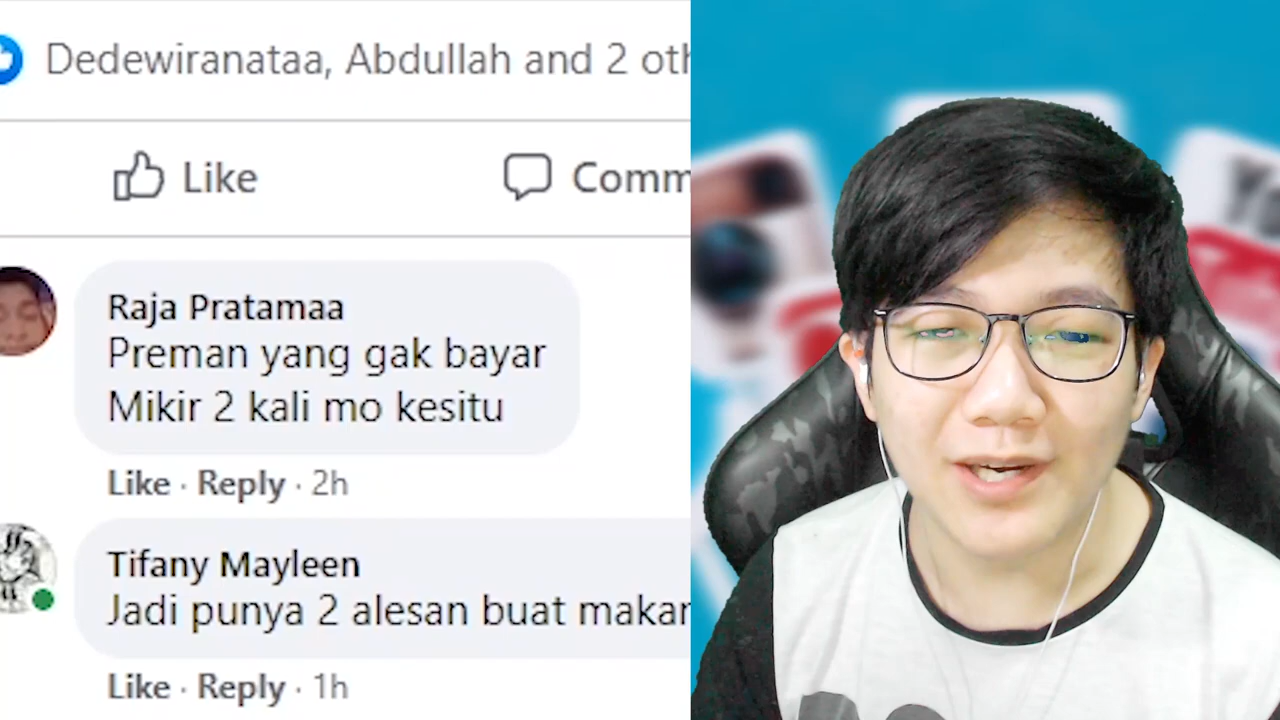 Dedewiranataa, Abdullah and 2 oth
Like
Comm
Raja Pratamaa
Preman yang gak bayar
Mikir 2 kali mo kesitu
Like · Reply · 2h
Tifany Mayleen
Jadi punya 2 alesan buat makan
Like · Reply · 1h